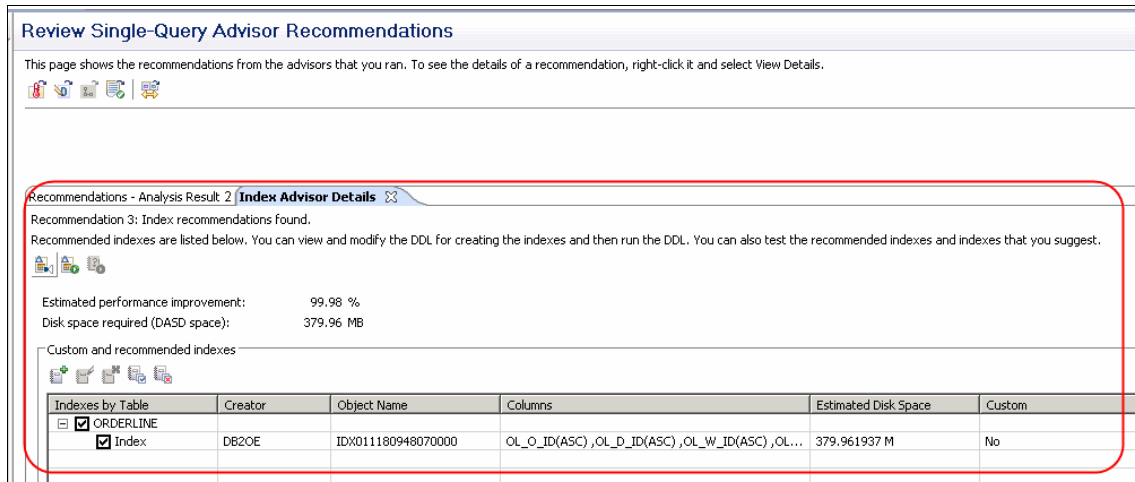 Review Single-Query Advisor Recommendations
This page shows the recommendations from the advisors that you ran. To see the details of a recommendation, right-click it and select View Details.
Recommendations - Analysis Result 2 Index Advisor Details
Recommendation 3: Index recommendations found.
Recommended indexes are listed below. You can view and modify the DDL for creating the indexes and then run the DDL. You can also test the recommended indexes and indexes that you suggest.
Estimated performance improvement: 99.98 %
Disk space required (DASD space): 379.96 MB
Custom and recommended indexes
Indexes by Table Creator Object Name Columns Estimated Disk Space Custom
ORDERLINE
Index DB2OE IDX011180948070000 OL_O_ID(ASC) ,OL_D_ID(ASC) ,OL_W_ID(ASC) ,OL... 379.961937 M No